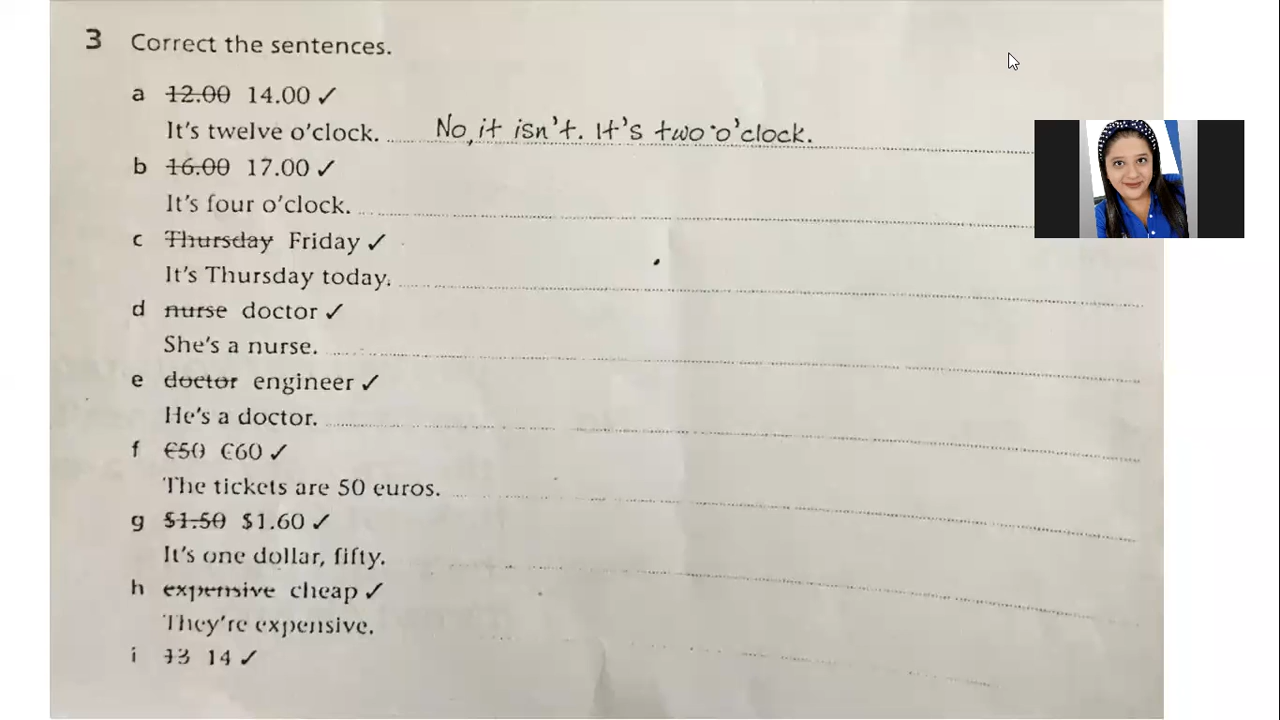 3 Correct the sentences.
a 12.00 14.00 ✓
It's twelve o'clock. No, it isn't. It's two o'clock.
b 16.00 17.00 ✓
It's four o'clock.
c Thursday Friday ✓
It's Thursday today.
d nurse doctor ✓
She's a nurse.
e doctor engineer ✓
He's a doctor.
f €50 €60 ✓
The tickets are 50 euros.
g $1.50 $1.60 ✓
It's one dollar, fifty.
h expensive cheap ✓
They're expensive.
i 13 14 ✓